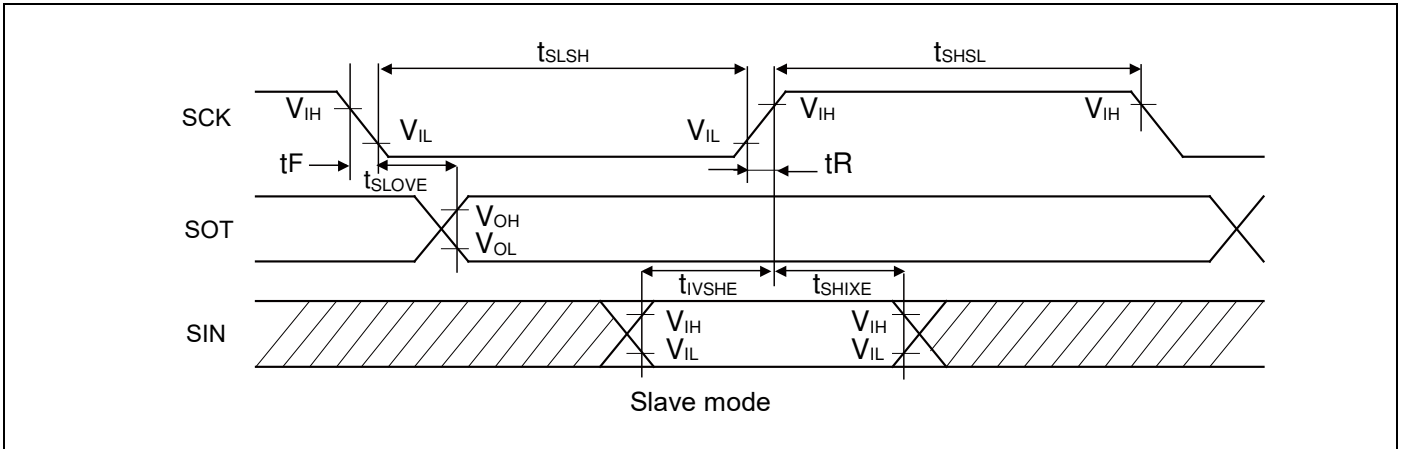 tSLSH tSHSL
SCK VIH VIL VIL VIH VIH
tF tSLOVE tR
SOT VOH
VOL
tIVSHE tSHIXE
SIN VIH VIH
VIL VIL
Slave mode